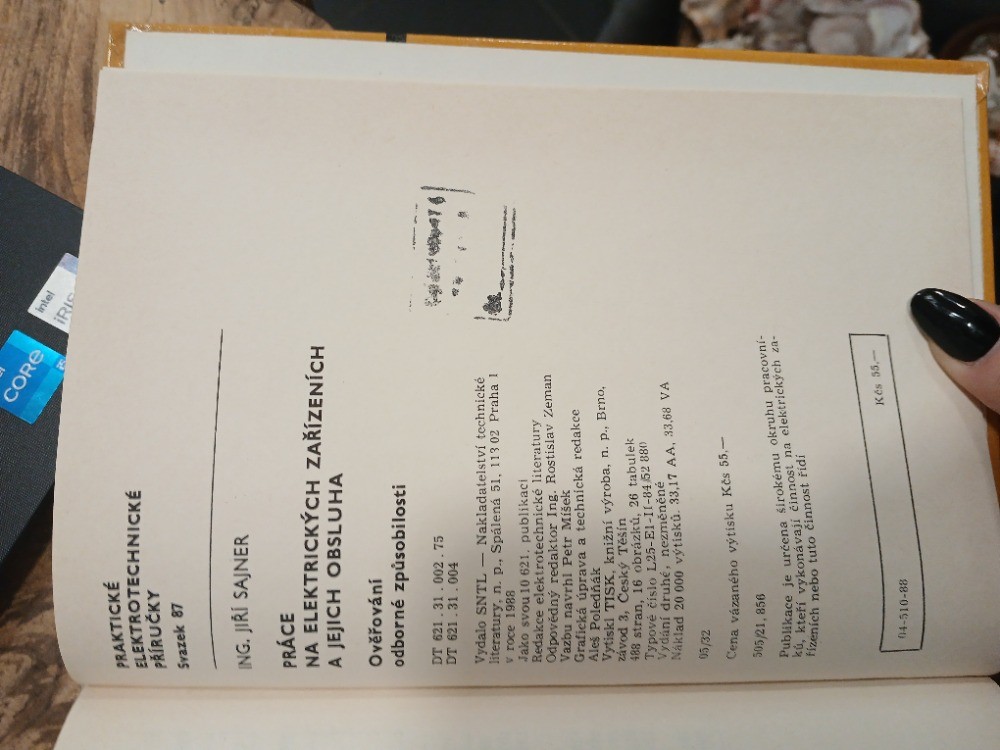 PRAKTICKÉ
ELEKTROTECHNICKÉ
PŘÍRUČKY
Svazek 87
ING. JIŘÍ SAJNER
PRÁCE
NA ELEKTRICKÝCH ZAŘÍZENÍCH
A JEJICH OBSLUHA
Ověřování
odborné způsobilosti
DT 621.31.002.75
DT 621.31.004
Vydalo SNTL — Nakladatelství technické
literatury, n. p., Spálená 51, 113 02 Praha 1
v roce 1988
Jako svou 10 621. publikaci
Redakce elektrotechnické literatury
Odpovědný redaktor Ing. Rostislav Zeman
Vazbu navrhl Petr Míšek
Grafická úprava a technická redakce
Aleš Poledňák
Vytiskl TISK, knižní výroba, n. p., Brno,
závod 3, Český Těšín
488 stran, 16 obrázků, 26 tabulek
Typové číslo L25-E1-II-84/52 880
Vydání druhé, nezměněné
Náklad 20 000 výtisků. 33,17 AA, 33,68 VA
05/32
Cena vázaného výtisku Kčs 55,—
505/21, 856
Publikace je určena širokému okruhu pracovní-
ků, kteří vykonávají činnost na elektrických za-
řízeních nebo tuto činnost řídí
04-510-88 Kčs 55,—
intel
IRIS
CORE